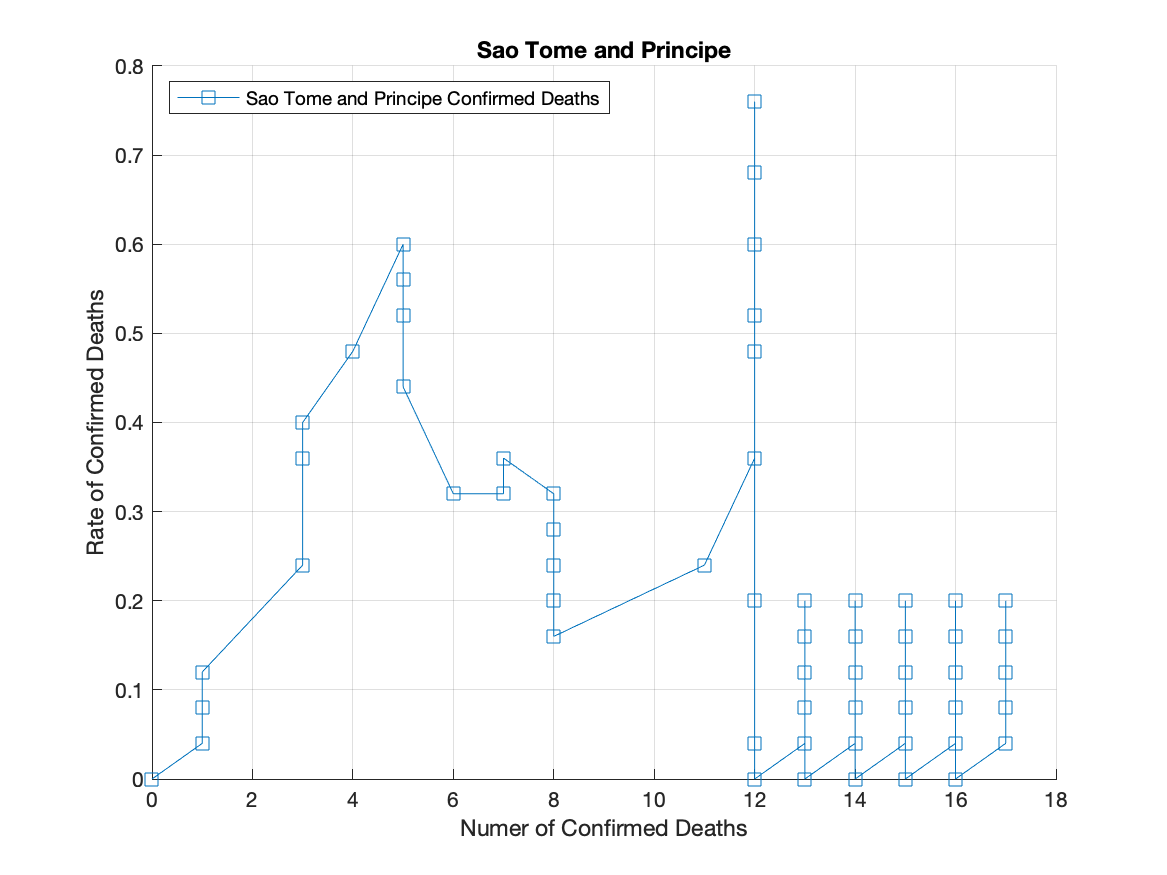 Sao Tome and Principe
Sao Tome and Principe Confirmed Deaths
Rate of Confirmed Deaths
0.8
0.7
0.6
0.5
0.4
0.3
0.2
0.1
0
0 2 4 6 8 10 12 14 16 18
Numer of Confirmed Deaths